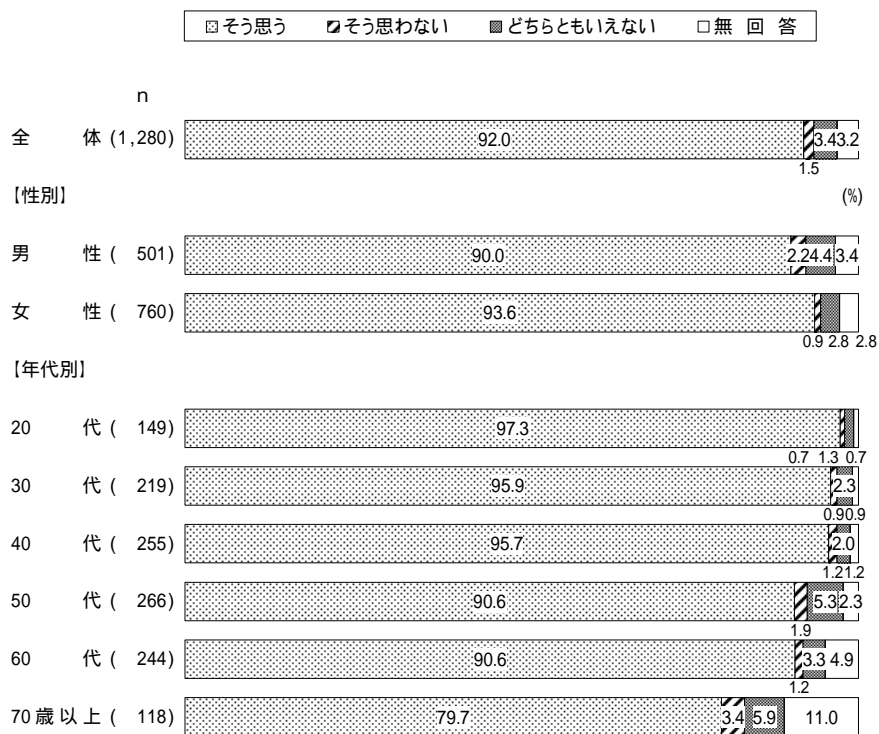 そう思う そう思わない どちらともいえない 無 回 答
n
全 体 (1,280) 92.0 3.4 3.2
1.5
【性別】 (%)
男 性 ( 501) 90.0 2.2 4.4 3.4
女 性 ( 760) 93.6
0.9 2.8 2.8
【年代別】
20 代 ( 149) 97.3
0.7 1.3 0.7
30 代 ( 219) 95.9 2.3
0.9 0.9
40 代 ( 255) 95.7 2.0
1.2 1.2
50 代 ( 266) 90.6 5.3 2.3
1.9
60 代 ( 244) 90.6 3.3 4.9
1.2
70 歳 以 上 ( 118) 79.7 3.4 5.9 11.0